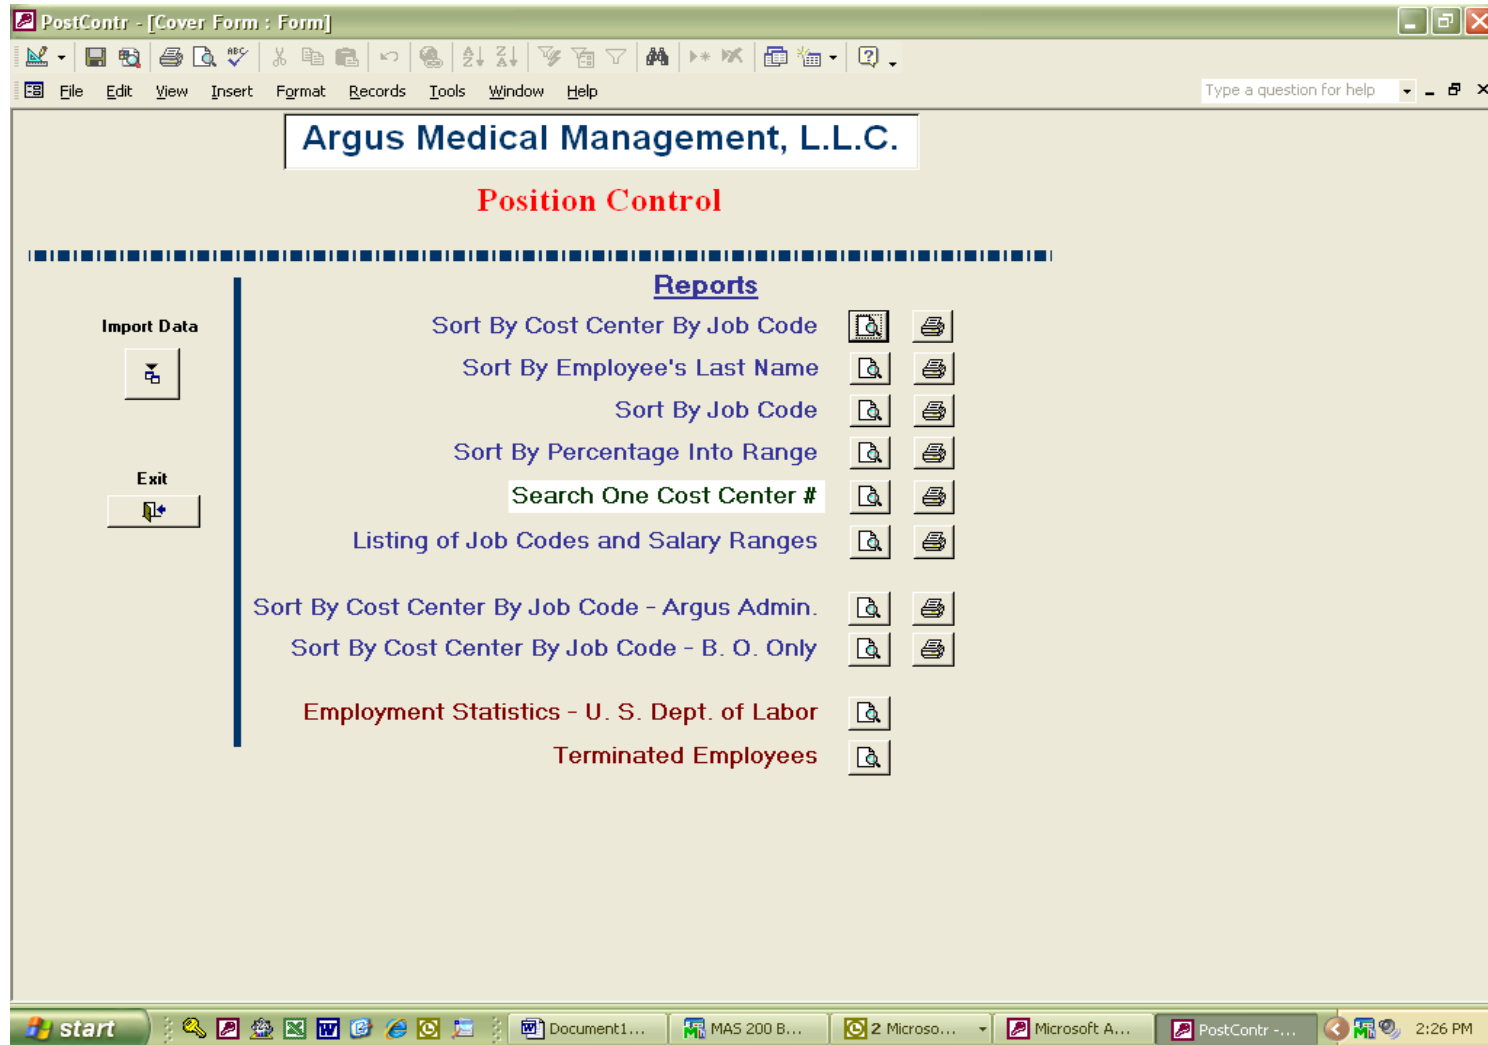 PostContr - [Cover Form : Form]
File Edit View Insert Format Records Tools Window Help
Type a question for help
Argus Medical Management, L.L.C.
Position Control
Reports
Import Data
Exit
Sort By Cost Center By Job Code
Sort By Employee's Last Name
Sort By Job Code
Sort By Percentage Into Range
Search One Cost Center #
Listing of Job Codes and Salary Ranges
Sort By Cost Center By Job Code - Argus Admin.
Sort By Cost Center By Job Code - B. O. Only
Employment Statistics - U. S. Dept. of Labor
Terminated Employees
start Document1... MAS 200 B... 2 Microso... Microsoft A... PostContr -... 2:26 PM